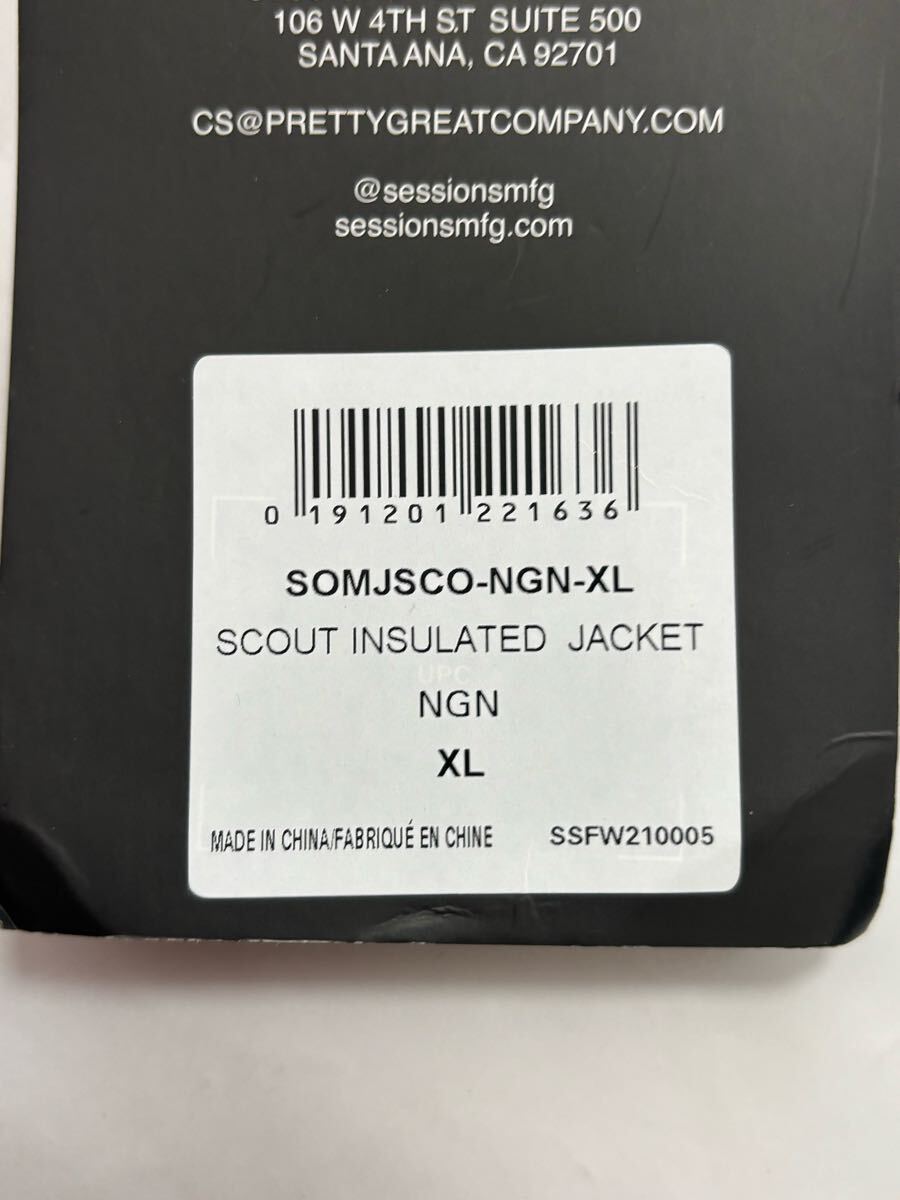 106 W 4TH S.T SUITE 500
SANTA ANA, CA 92701
CS@PRETTYGREATCOMPANY.COM
@sessionsmfg
sessionsmfg.com
0 191201 221636
SOMJSCO-NGN-XL
SCOUT INSULATED JACKET
UPC
NGN
XL
MADE IN CHINA/FABRIQUÉ EN CHINE SSFW210005